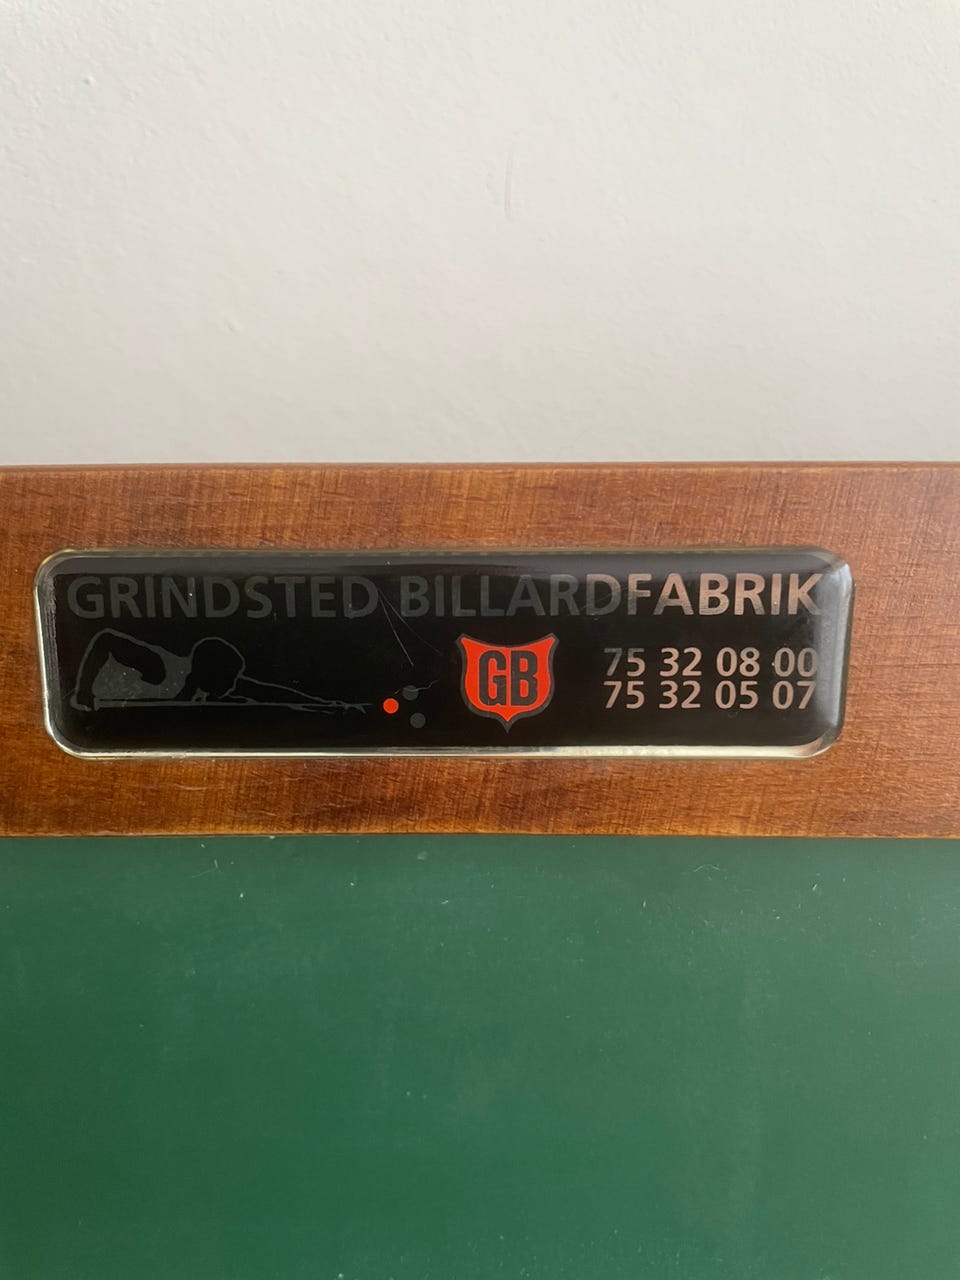 GRINDSTED BILLARDFABRIK
GB
75 32 08 00
75 32 05 07